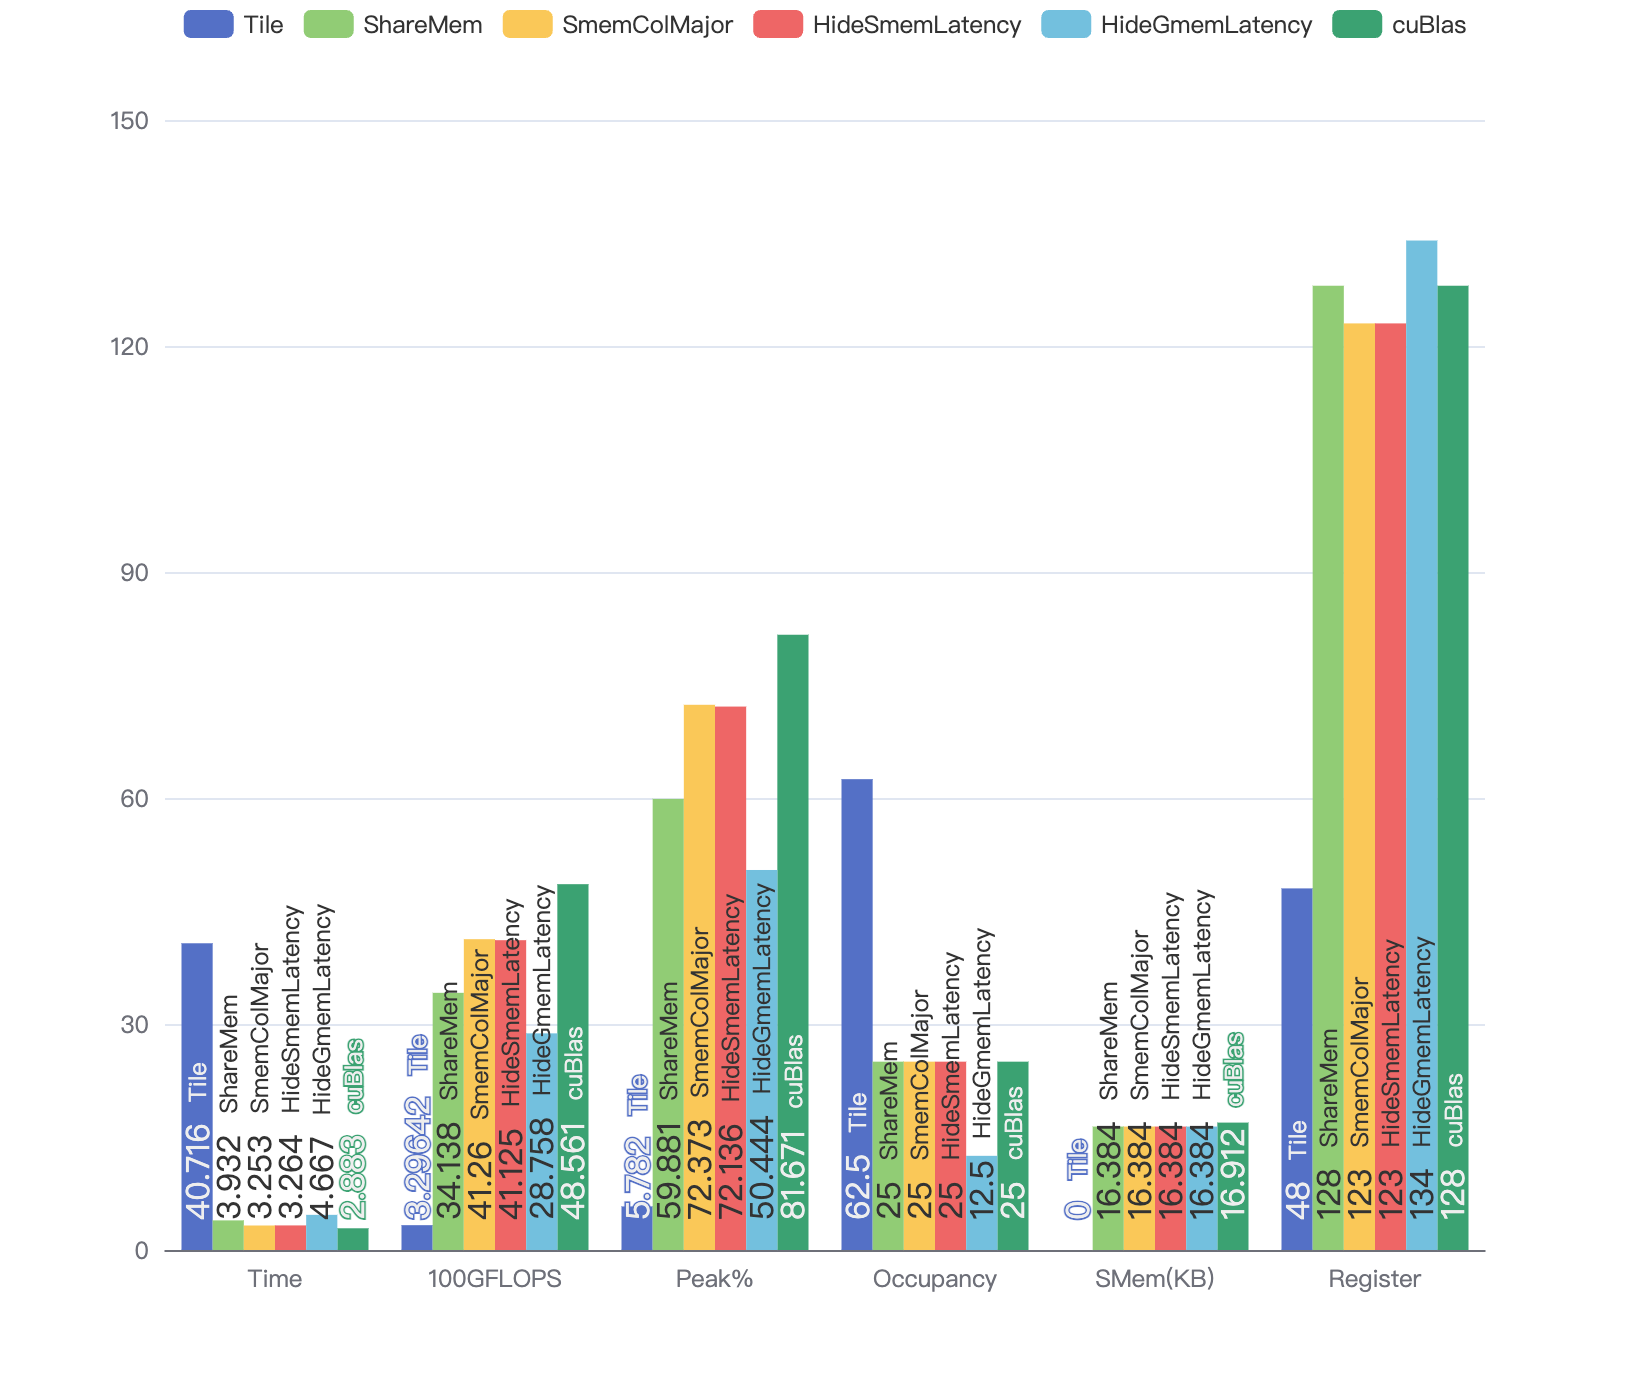 Tile ShareMem SmemColMajor HideSmemLatency HideGmemLatency cuBlas
150
120
90
60
30
0
40.716 Tile
3.932 ShareMem
3.253 SmemColMajor
3.264 HideSmemLatency
4.667 HideGmemLatency
2.883 cuBlas
3.29642 Tile
34.138 ShareMem
41.26 SmemColMajor
41.125 HideSmemLatency
28.758 HideGmemLatency
48.561 cuBlas
5.782 Tile
59.881 ShareMem
72.373 SmemColMajor
72.136 HideSmemLatency
50.444 HideGmemLatency
81.671 cuBlas
62.5 Tile
25 ShareMem
25 SmemColMajor
25 HideSmemLatency
12.5 HideGmemLatency
25 cuBlas
0 Tile
16.384 ShareMem
16.384 SmemColMajor
16.384 HideSmemLatency
16.384 HideGmemLatency
16.912 cuBlas
48 Tile
128 ShareMem
123 SmemColMajor
123 HideSmemLatency
134 HideGmemLatency
128 cuBlas
Time 100GFLOPS Peak% Occupancy SMem(KB) Register